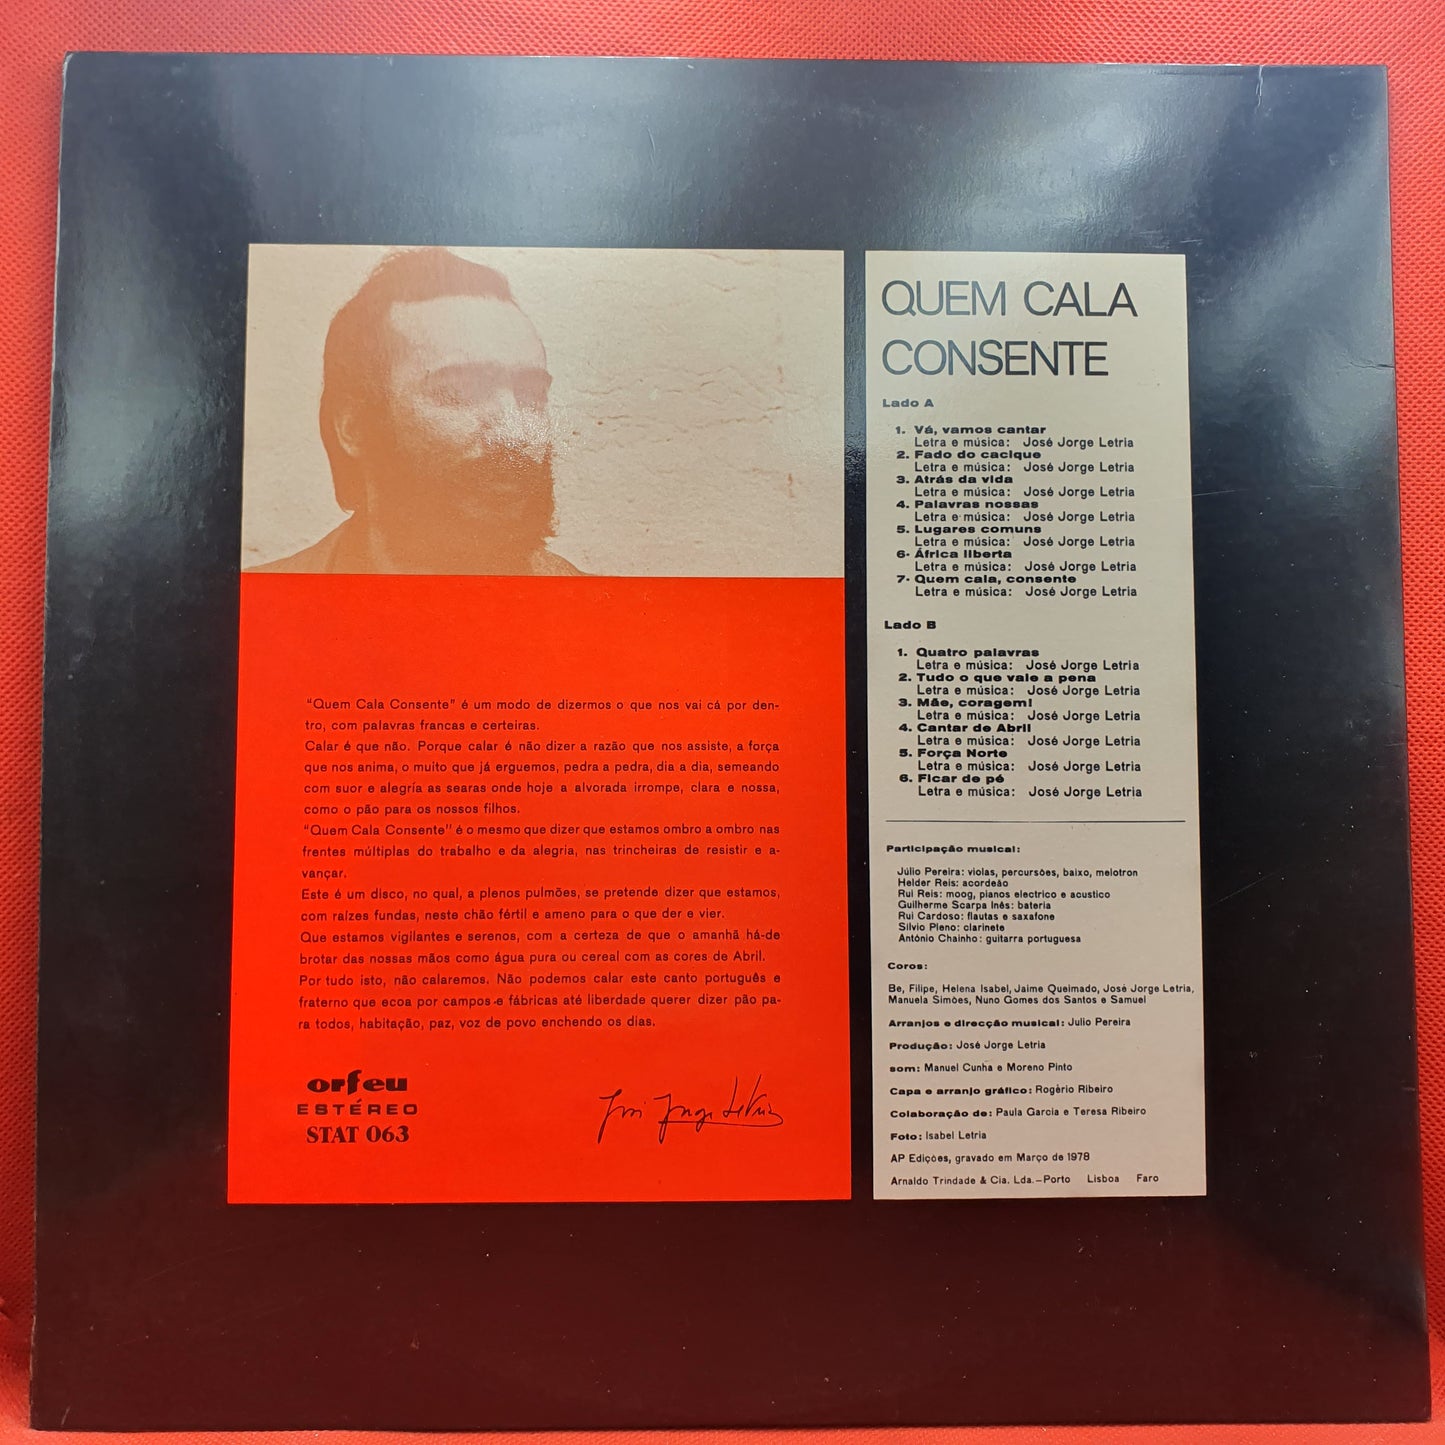 "Quem Cala Consente" é um modo de dizermos o que nos vai cá por den-
tro, com palavras francas e certeiras.
Calar é que não. Porque calar é não dizer a razão que nos assiste, a força
que nos anima, o muito que já erguemos, pedra a pedra, dia a dia, semeando
com suor e alegría as searas onde hoje a alvorada irrompe, clara e nossa,
como o pão para os nossos filhos.
"Quem Cala Consente" é o mesmo que dizer que estamos ombro a ombro nas
frentes múltiplas do trabalho e da alegria, nas trincheiras de resistir e a-
vançar.
Este é um disco, no qual, a plenos pulmões, se pretende dizer que estamos,
com raízes fundas, neste chão fértil e ameno para o que der e vier.
Que estamos vigilantes e serenos, com a certeza de que o amanhã há-de
brotar das nossas mãos como água pura ou cereal com as cores de Abril.
Por tudo isto, não calaremos. Não podemos calar este canto português e
fraterno que ecoa por campos e fábricas até liberdade querer dizer pão pa-
ra todos, habitação, paz, voz de povo enchendo os dias.
orfeu
ESTÉREO
STAT 063
José Jorge Letria
QUEM CALA
CONSENTE
Lado A
1. Vá, vamos cantar
Letra e música: José Jorge Letria
2. Fado do cacique
Letra e música: José Jorge Letria
3. Atrás da vida
Letra e música: José Jorge Letria
4. Palavras nossas
Letra e música: José Jorge Letria
5. Lugares comuns
Letra e música: José Jorge Letria
6- África liberta
Letra e música: José Jorge Letria
7- Quem cala, consente
Letra e música: José Jorge Letria
Lado B
1. Quatro palavras
Letra e música: José Jorge Letria
2. Tudo o que vale a pena
Letra e música: José Jorge Letria
3. Mãe, coragem!
Letra e música: José Jorge Letria
4. Cantar de Abril
Letra e música: José Jorge Letria
5. Força Norte
Letra e música: José Jorge Letria
6. Ficar de pé
Letra e música: José Jorge Letria
Participação musical:
Júlio Pereira: violas, percursões, baixo, melotron
Helder Reis: acordeão
Rui Reis: moog, pianos electrico e acustico
Guilherme Scarpa Inês: bateria
Rui Cardoso: flautas e saxafone
Silvio Pleno: clarinete
António Chainho: guitarra portuguesa
Coros:
Be, Filipe, Helena Isabel, Jaime Queimado, José Jorge Letria,
Manuela Simões, Nuno Gomes dos Santos e Samuel
Arranjos e direcção musical: Julio Pereira
Produção: José Jorge Letria
som: Manuel Cunha e Moreno Pinto
Capa e arranjo gráfico: Rogério Ribeiro
Colaboração de: Paula Garcia e Teresa Ribeiro
Foto: Isabel Letria
AP Edições, gravado em Março de 1978
Arnaldo Trindade & Cia. Lda.—Porto Lisboa Faro